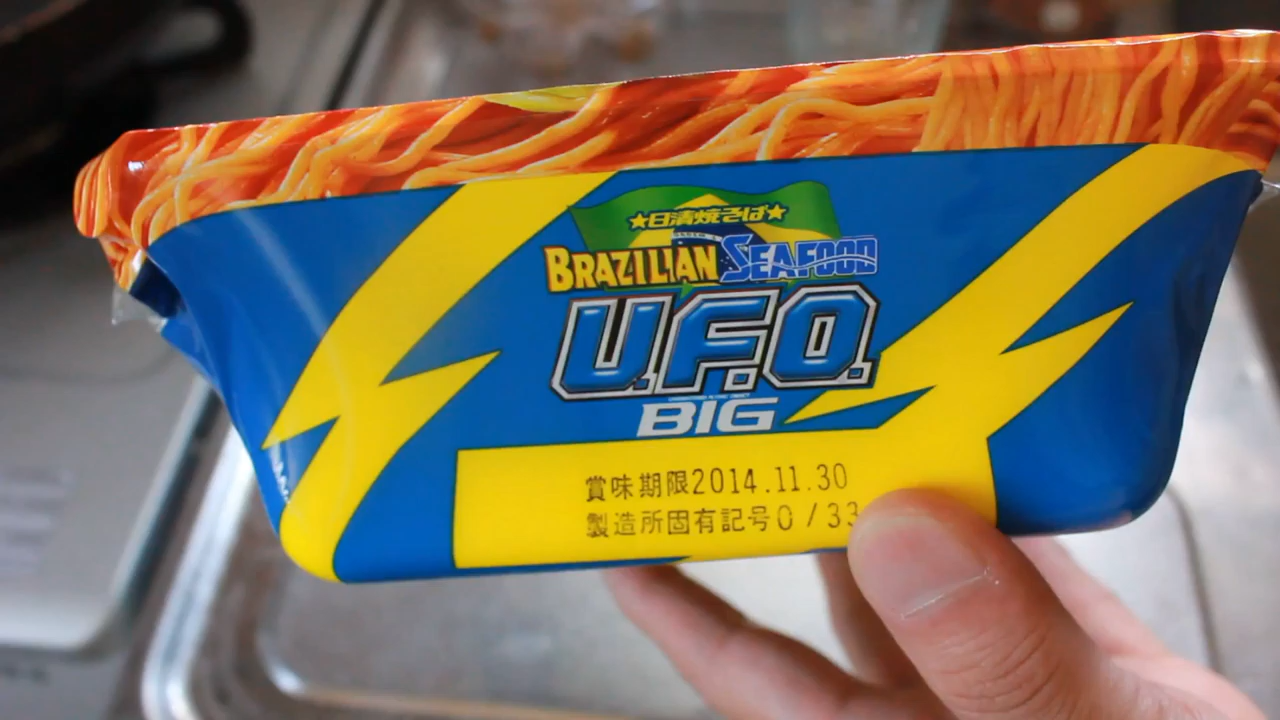 ★日清焼そば★
BRAZILIAN SEAFOOD
U.F.O.
BIG
賞味期限2014.11.30
製造所固有記号0/33